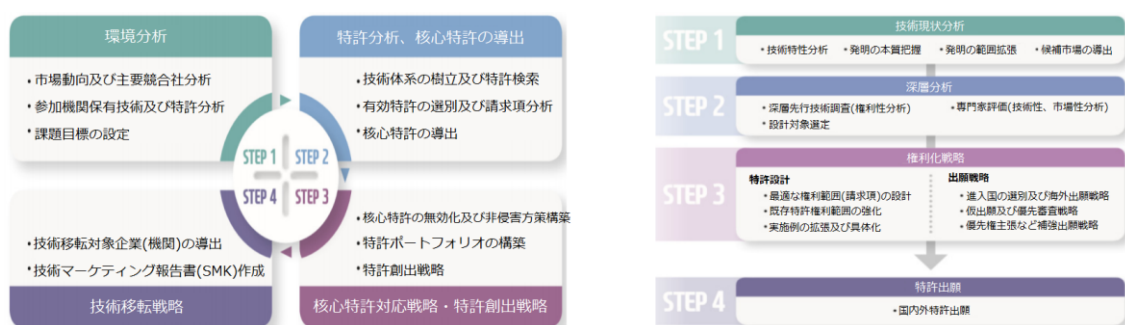 環境分析
・市場動向及び主要競合社分析
・参加機関保有技術及び特許分析
・課題目標の設定
特許分析、核心特許の導出
・技術体系の樹立及び特許検索
・有効特許の選別及び請求項分析
・核心特許の導出
STEP 1
STEP 2
STEP 4
STEP 3
・技術移転対象企業(機関)の導出
・技術マーケティング報告書(SMK)作成
技術移転戦略
・核心特許の無効化及び非侵害方策構築
・特許ポートフォリオの構築
・特許創出戦略
核心特許対応戦略・特許創出戦略
STEP 1
技術現状分析
・技術特性分析 ・発明の本質把握 ・発明の範囲拡張 ・候補市場の導出
STEP 2
深層分析
・深層先行技術調査(権利性分析) ・専門家評価(技術性、市場性分析)
・設計対象選定
STEP 3
権利化戦略
特許設計
・最適な権利範囲(請求項)の設計
・既存特許権利範囲の強化
・実施例の拡張及び具体化
出願戦略
・進入国の選別及び海外出願戦略
・仮出願及び優先審査戦略
・優先権主張など補強出願戦略
STEP 4
特許出願
・国内外特許出願